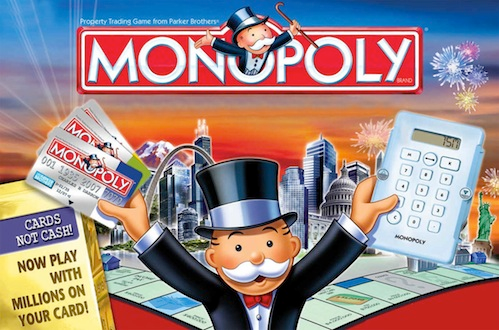 Property Trading Game from Parker Brothers®
MONOPOLY
BRAND
MONOPOLY
15M
MONOPOLY
CARDS
NOT CASH!
NOW PLAY
WITH
MILLIONS ON
YOUR CARD!